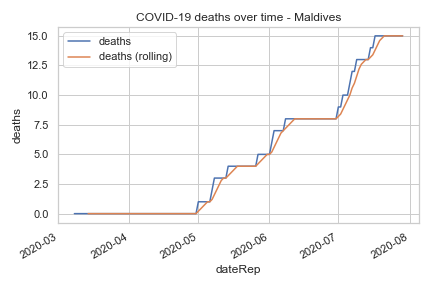 COVID-19 deaths over time - Maldives
deaths
deaths (rolling)
15.0
12.5
10.0
7.5
5.0
2.5
0.0
deaths
2020-03
2020-04
2020-05
2020-06
2020-07
2020-08
dateRep